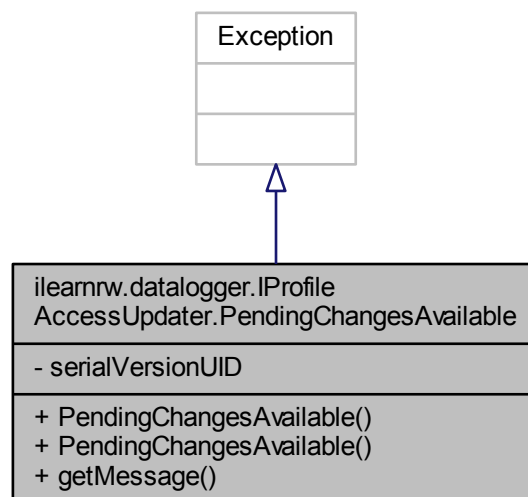 Exception
ilearnrw.datalogger.IProfile
AccessUpdater.PendingChangesAvailable
- serialVersionUID
+ PendingChangesAvailable()
+ PendingChangesAvailable()
+ getMessage()